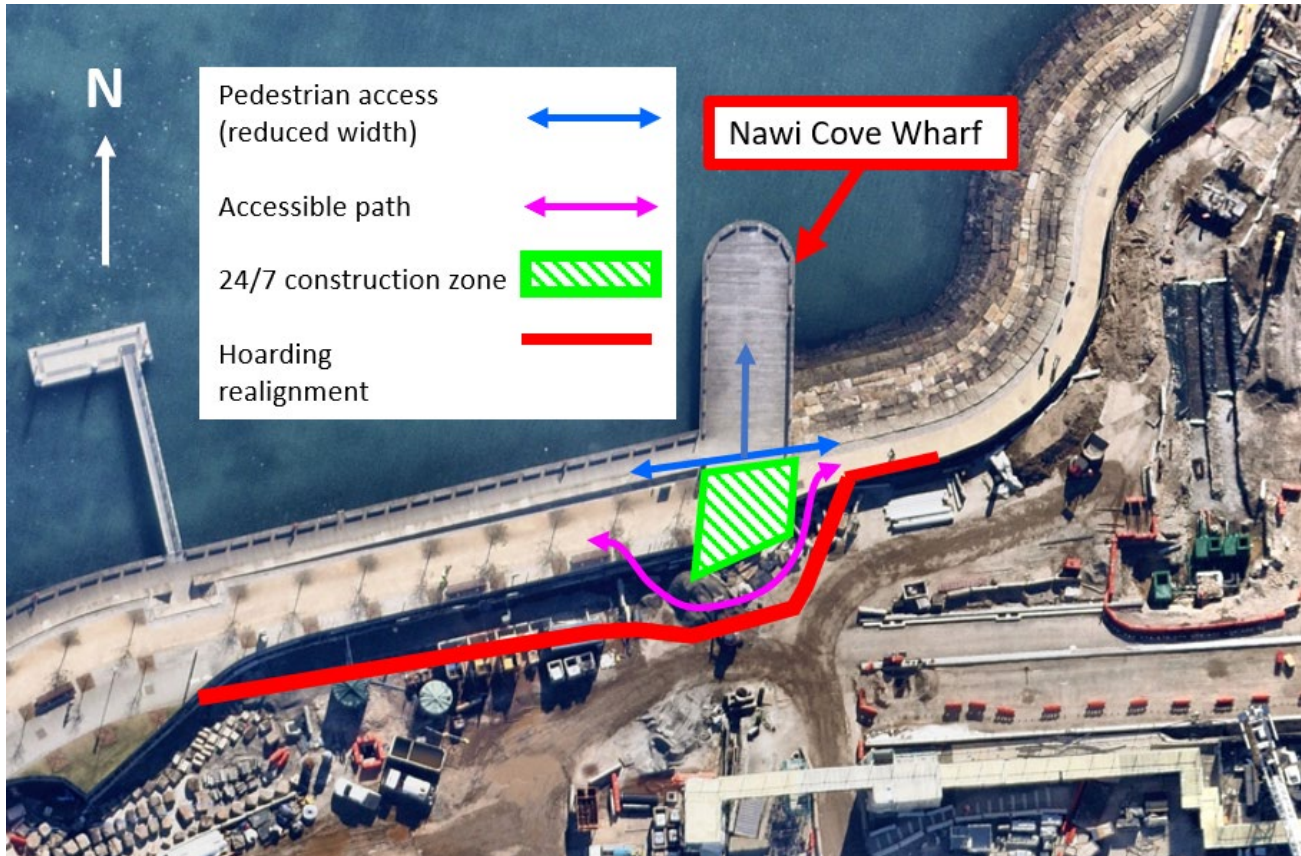 N
Pedestrian access
(reduced width)
Accessible path
24/7 construction zone
Hoarding
realignment
Nawi Cove Wharf